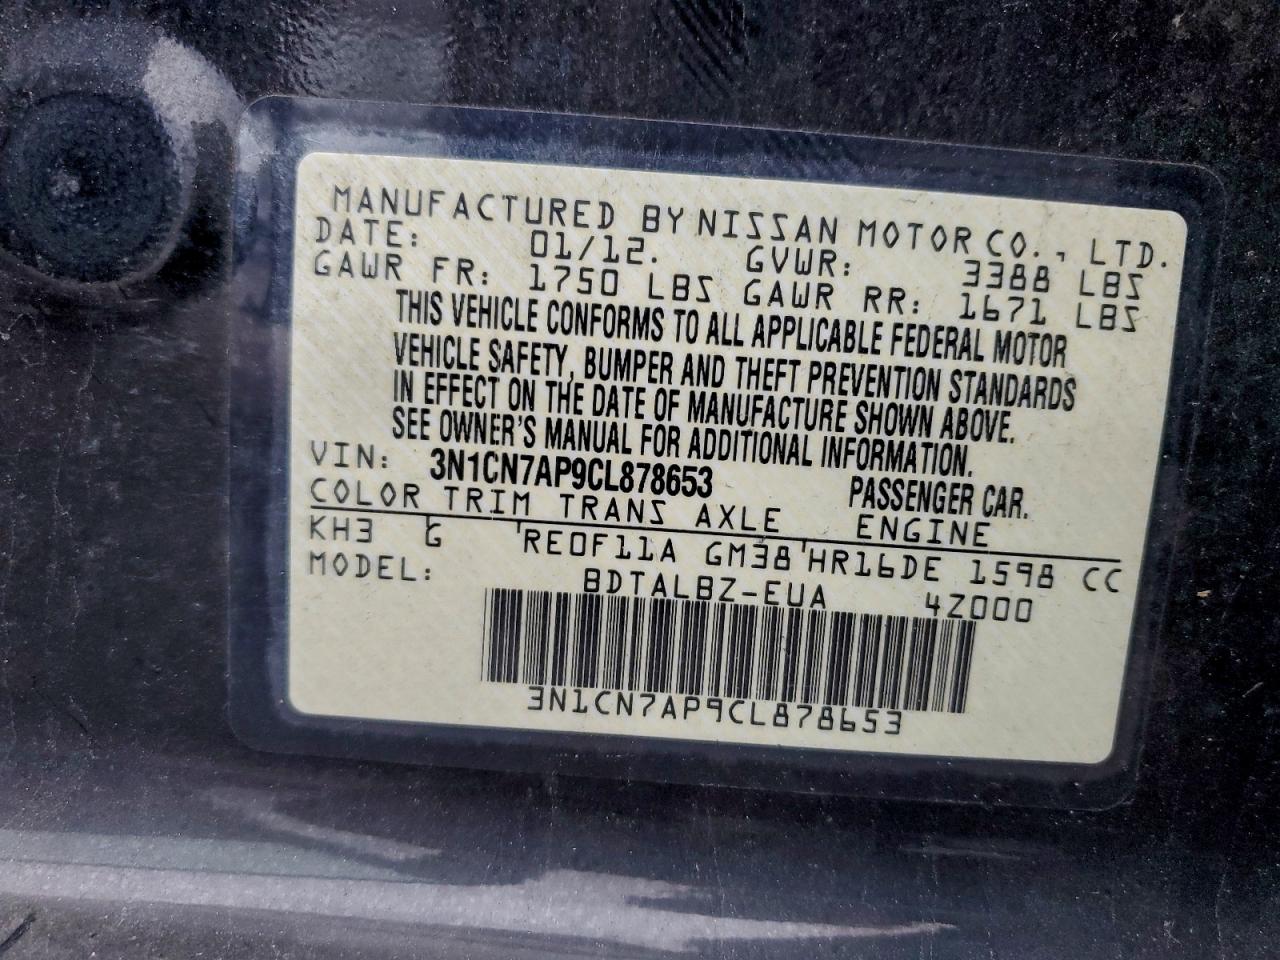 MANUFACTURED BY NISSAN MOTOR CO., LTD.
DATE: 01/12. GVWR: 3388 LBS
GAWR FR: 1750 LBS GAWR RR: 1671 LBS
THIS VEHICLE CONFORMS TO ALL APPLICABLE FEDERAL MOTOR
VEHICLE SAFETY, BUMPER AND THEFT PREVENTION STANDARDS
IN EFFECT ON THE DATE OF MANUFACTURE SHOWN ABOVE.
SEE OWNER'S MANUAL FOR ADDITIONAL INFORMATION.
VIN: 3N1CN7AP9CL878653 PASSENGER CAR.
COLOR TRIM TRANS AXLE ENGINE
KH3 G RE0F11A GM38 HR16DE 1598 CC
MODEL: BDTALBZ-EUA 4Z000
3N1CN7AP9CL878653